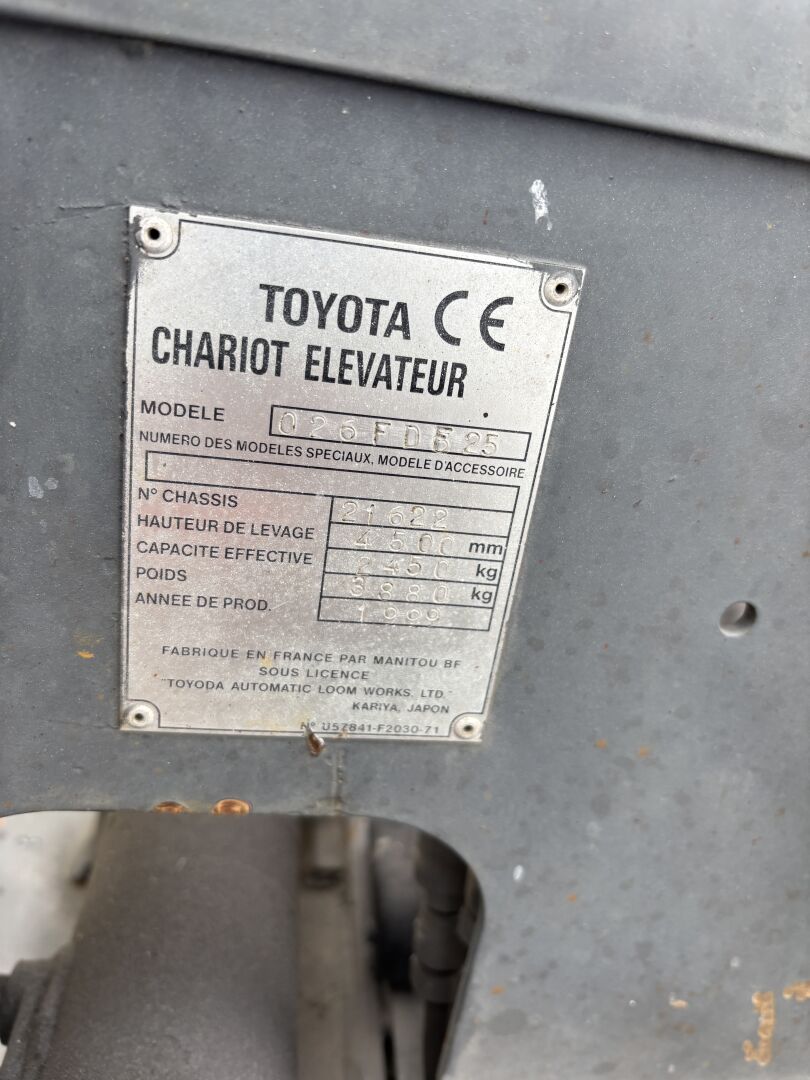 TOYOTA CE
CHARIOT ELEVATEUR
MODELE 026FDF25
NUMERO DES MODELES SPECIAUX, MODELE D'ACCESSOIRE
N° CHASSIS 21622
HAUTEUR DE LEVAGE 4500 mm
CAPACITE EFFECTIVE 2450 kg
POIDS 3880 kg
ANNEE DE PROD. 1999
FABRIQUE EN FRANCE PAR MANITOU BF
SOUS LICENCE
"TOYODA AUTOMATIC LOOM WORKS, LTD."
KARIYA, JAPON
N° U57841-F2030-71